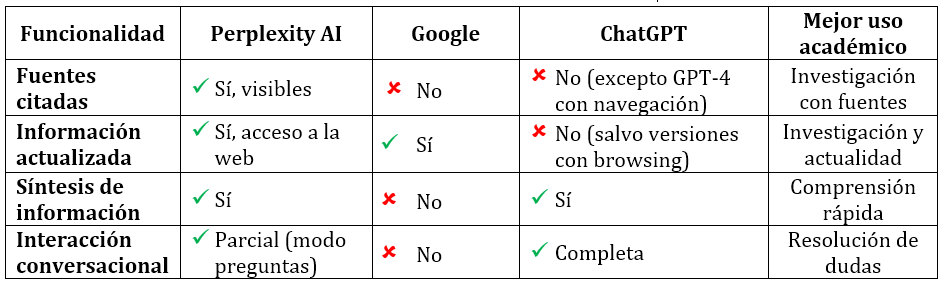 Funcionalidad Perplexity AI Google ChatGPT Mejor uso académico
Fuentes citadas ✓ Sí, visibles ✘ No ✘ No (excepto GPT-4 con navegación) Investigación con fuentes
Información actualizada ✓ Sí, acceso a la web ✓ Sí ✘ No (salvo versiones con browsing) Investigación y actualidad
Síntesis de información ✓ Sí ✘ No ✓ Sí Comprensión rápida
Interacción conversacional ✓ Parcial (modo preguntas) ✘ No ✓ Completa Resolución de dudas